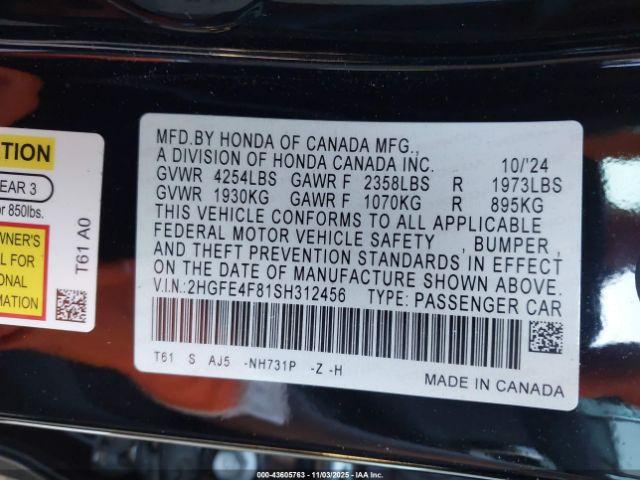 MFD.BY HONDA OF CANADA MFG.,
A DIVISION OF HONDA CANADA INC. 10/'24
GVWR 4254LBS GAWR F 2358LBS R 1973LBS
GVWR 1930KG GAWR F 1070KG R 895KG
THIS VEHICLE CONFORMS TO ALL APPLICABLE
FEDERAL MOTOR VEHICLE SAFETY , BUMPER,
AND THEFT PREVENTION STANDARDS IN EFFECT
ON THE DATE OF MANUFACTURE SHOWN ABOVE.
V.I.N.:2HGFE4F81SH312456 TYPE:PASSENGER CAR
T61 S AJ5 -NH731P -Z -H
MADE IN CANADA
TION
EAR 3
or 850lbs.
WNER'S
L FOR
ONAL
MATION
T61 A0
000-43605763 - 11/03/2025 - IAA Inc.